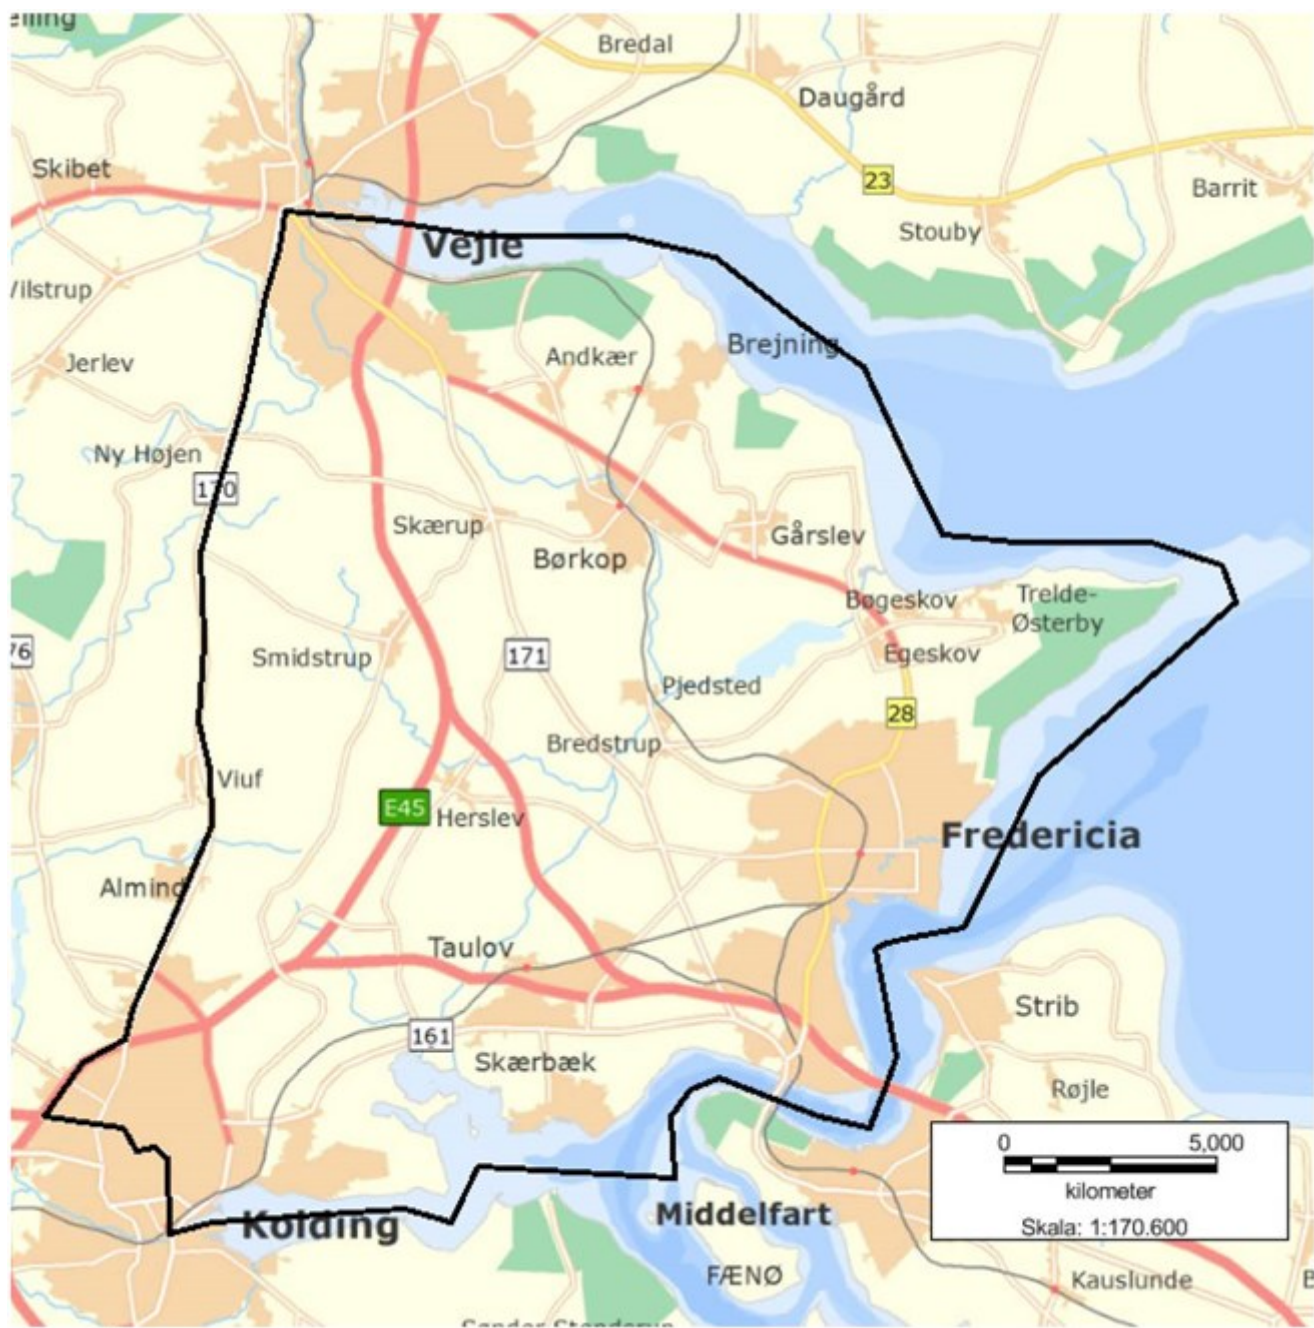 Bredal
Daugård
Skibet
23
Barrit
Stouby
Vejle
Jerlev
Andkær
Brejning
Ny Højen
170
Skærup
Børkop
Gårslev
Bøgeskov
Trelde-
Østerby
Smidstrup
171
Egeskov
Pjedsted
28
Bredstrup
Viuf
E45
Herslev
Fredericia
Almind
Taulov
Strib
161
Skærbæk
Røjle
0 5,000
kilometer
Skala: 1:170.600
Kolding
Middelfart
FÆNØ
Kauslunde